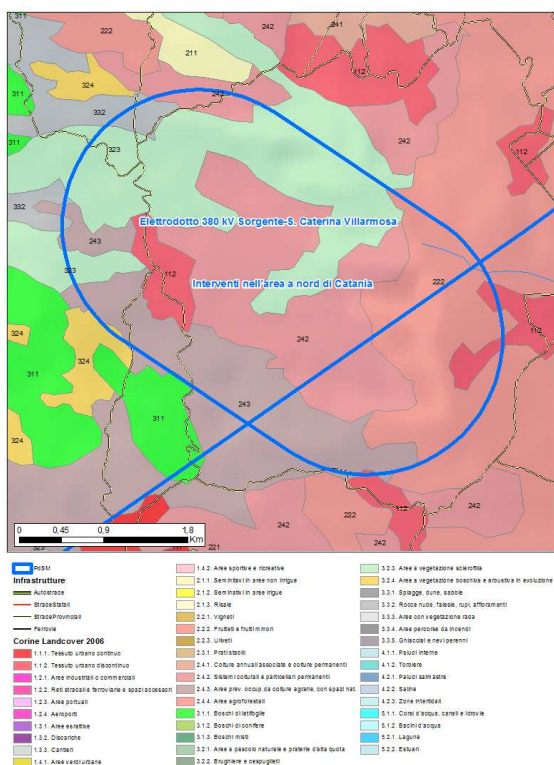 311
222
242
241
211
324
112
311
332
242
242
323
311
112
332
Elettrodotto 380 kV Sorgente-S. Caterina Villarmosa
243
323
112
Interventi nell'area a nord di Catania
222
324
324
242
112
311
243
311
324
242
222
112
242
0 0,45 0,9 1,8
Km
323
111
221
242
222
112
PdSM
Infrastrutture
Autostrade
StradeStatali
StradeProvinciali
Ferrovie
Corine Landcover 2006
1.1.1. Tessuto urbano continuo
1.1.2. Tessuto urbano discontinuo
1.2.1. Aree industriali o commerciali
1.2.2. Reti stradali e ferroviarie e spazi accessori
1.2.3. Aree portuali
1.2.4. Aeroporti
1.3.1. Aree estrattive
1.3.2. Discariche
1.3.3. Cantieri
1.4.1. Aree verdi urbane
1.4.2. Aree sportive e ricreative
2.1.1. Seminativi in aree non irrigue
2.1.2. Seminativi in aree irrigue
2.1.3. Risaie
2.2.1. Vigneti
2.2.2. Frutteti e frutti minori
2.2.3. Uliveti
2.3.1. Prati stabili
2.4.1. Colture annuali associate e colture permanenti
2.4.2. Sistemi colturali e particellari permanenti
2.4.3. Aree prev. occup. da colture agrarie, con spazi nat.
2.4.4. Aree agroforestali
3.1.1. Boschi di latifoglie
3.1.2. Boschi di conifere
3.1.3. Boschi misti
3.2.1. Aree a pascolo naturale e praterie d'alta quota
3.2.2. Brughiere e cespuglieti
3.2.3. Aree a vegetazione sclerofilla
3.2.4. Aree a vegetazione boschiva e arbustiva in evoluzione
3.3.1. Spiagge, dune, sabbie
3.3.2. Rocce nude, falesie, rupi, affioramenti
3.3.3. Aree con vegetazione rada
3.3.4. Aree percorse da incendi
3.3.5. Ghiacciai e nevi perenni
4.1.1. Paludi interne
4.1.2. Torbiere
4.2.1. Paludi salmastre
4.2.2. Saline
4.2.3. Zone intertidali
5.1.1. Corsi d'acqua, canali e idrovie
5.1.2. Bacini d'acqua
5.2.1. Lagune
5.2.2. Estuari